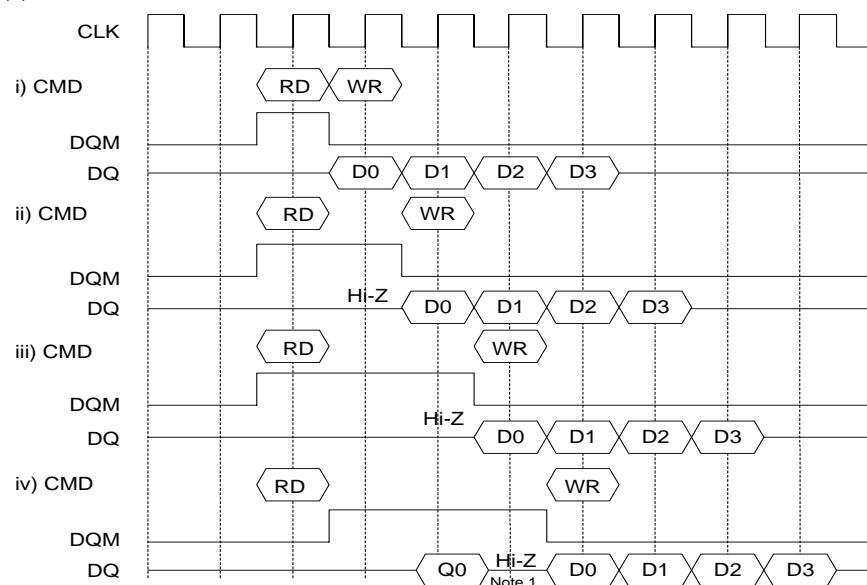 CLK
i) CMD RD WR
DQM
DQ D0 D1 D2 D3
ii) CMD RD WR
DQM
Hi-Z
DQ D0 D1 D2 D3
iii) CMD RD WR
DQM
Hi-Z
DQ D0 D1 D2 D3
iv) CMD RD WR
DQM
DQ Q0 Hi-Z D0 D1 D2 D3
Note 1